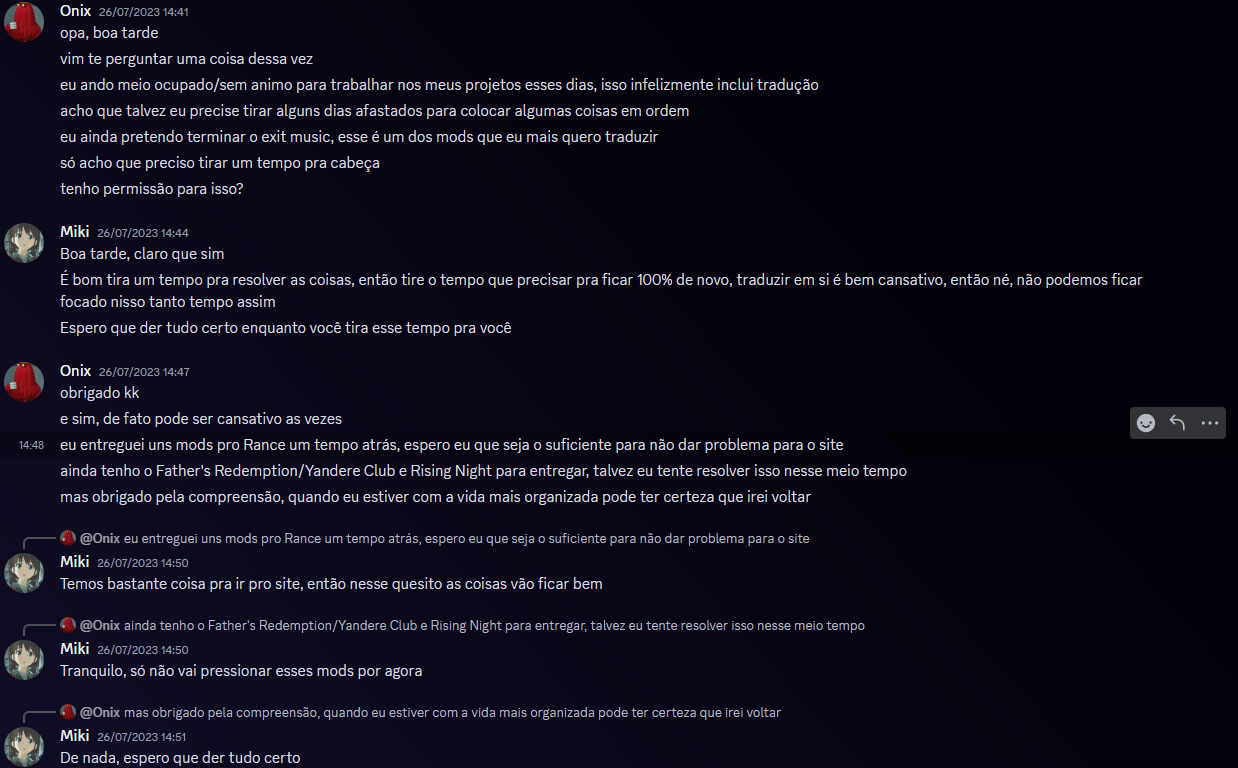 Onix 26/07/2023 14:41
opa, boa tarde
vim te perguntar uma coisa dessa vez
eu ando meio ocupado/sem animo para trabalhar nos meus projetos esses dias, isso infelizmente inclui tradução
acho que talvez eu precise tirar alguns dias afastados para colocar algumas coisas em ordem
eu ainda pretendo terminar o exit music, esse é um dos mods que eu mais quero traduzir
só acho que preciso tirar um tempo pra cabeça
tenho permissão para isso?
Miki 26/07/2023 14:44
Boa tarde, claro que sim
É bom tira um tempo pra resolver as coisas, então tire o tempo que precisar pra ficar 100% de novo, traduzir em si é bem cansativo, então né, não podemos ficar
focado nisso tanto tempo assim
Espero que der tudo certo enquanto você tira esse tempo pra você
Onix 26/07/2023 14:47
obrigado kk
e sim, de fato pode ser cansativo as vezes
14:48 eu entreguei uns mods pro Rance um tempo atrás, espero eu que seja o suficiente para não dar problema para o site
ainda tenho o Father's Redemption/Yandere Club e Rising Night para entregar, talvez eu tente resolver isso nesse meio tempo
mas obrigado pela compreensão, quando eu estiver com a vida mais organizada pode ter certeza que irei voltar
@Onix eu entreguei uns mods pro Rance um tempo atrás, espero eu que seja o suficiente para não dar problema para o site
Miki 26/07/2023 14:50
Temos bastante coisa pra ir pro site, então nesse quesito as coisas vão ficar bem
@Onix ainda tenho o Father's Redemption/Yandere Club e Rising Night para entregar, talvez eu tente resolver isso nesse meio tempo
Miki 26/07/2023 14:50
Tranquilo, só não vai pressionar esses mods por agora
@Onix mas obrigado pela compreensão, quando eu estiver com a vida mais organizada pode ter certeza que irei voltar
Miki 26/07/2023 14:51
De nada, espero que der tudo certo